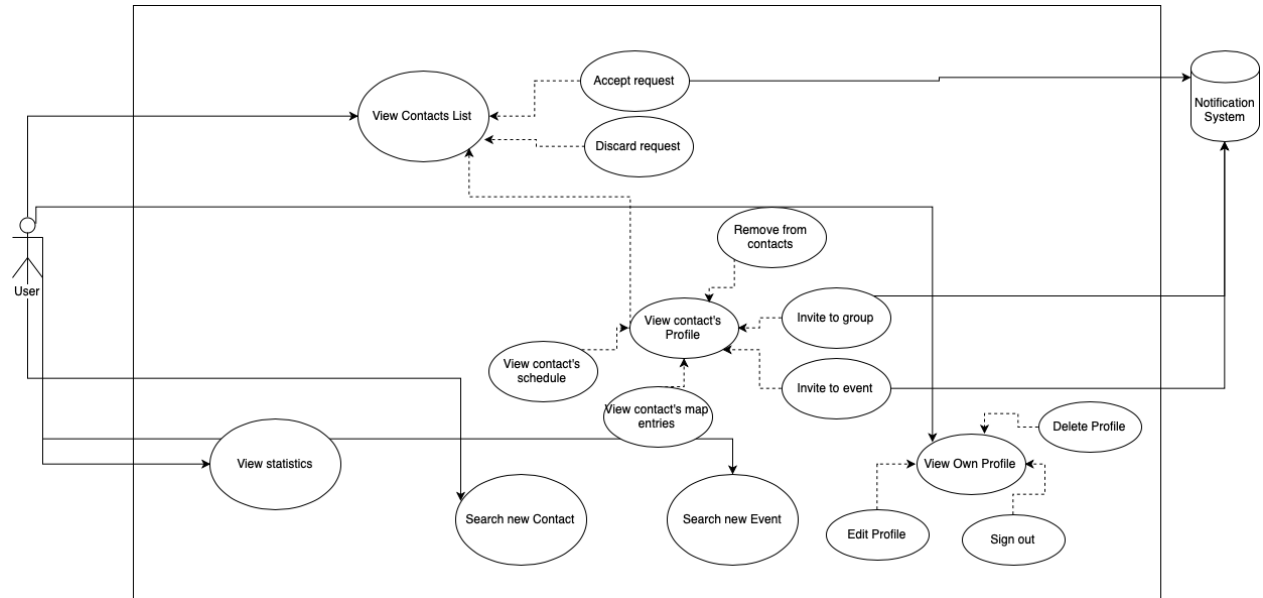 Accept request
View Contacts List
Notification
System
Discard request
Remove from
contacts
User
View contact's
Profile
Invite to group
View contact's
schedule
Invite to event
View contact's map
entries
Delete Profile
View statistics
View Own Profile
Search new Contact
Search new Event
Edit Profile
Sign out